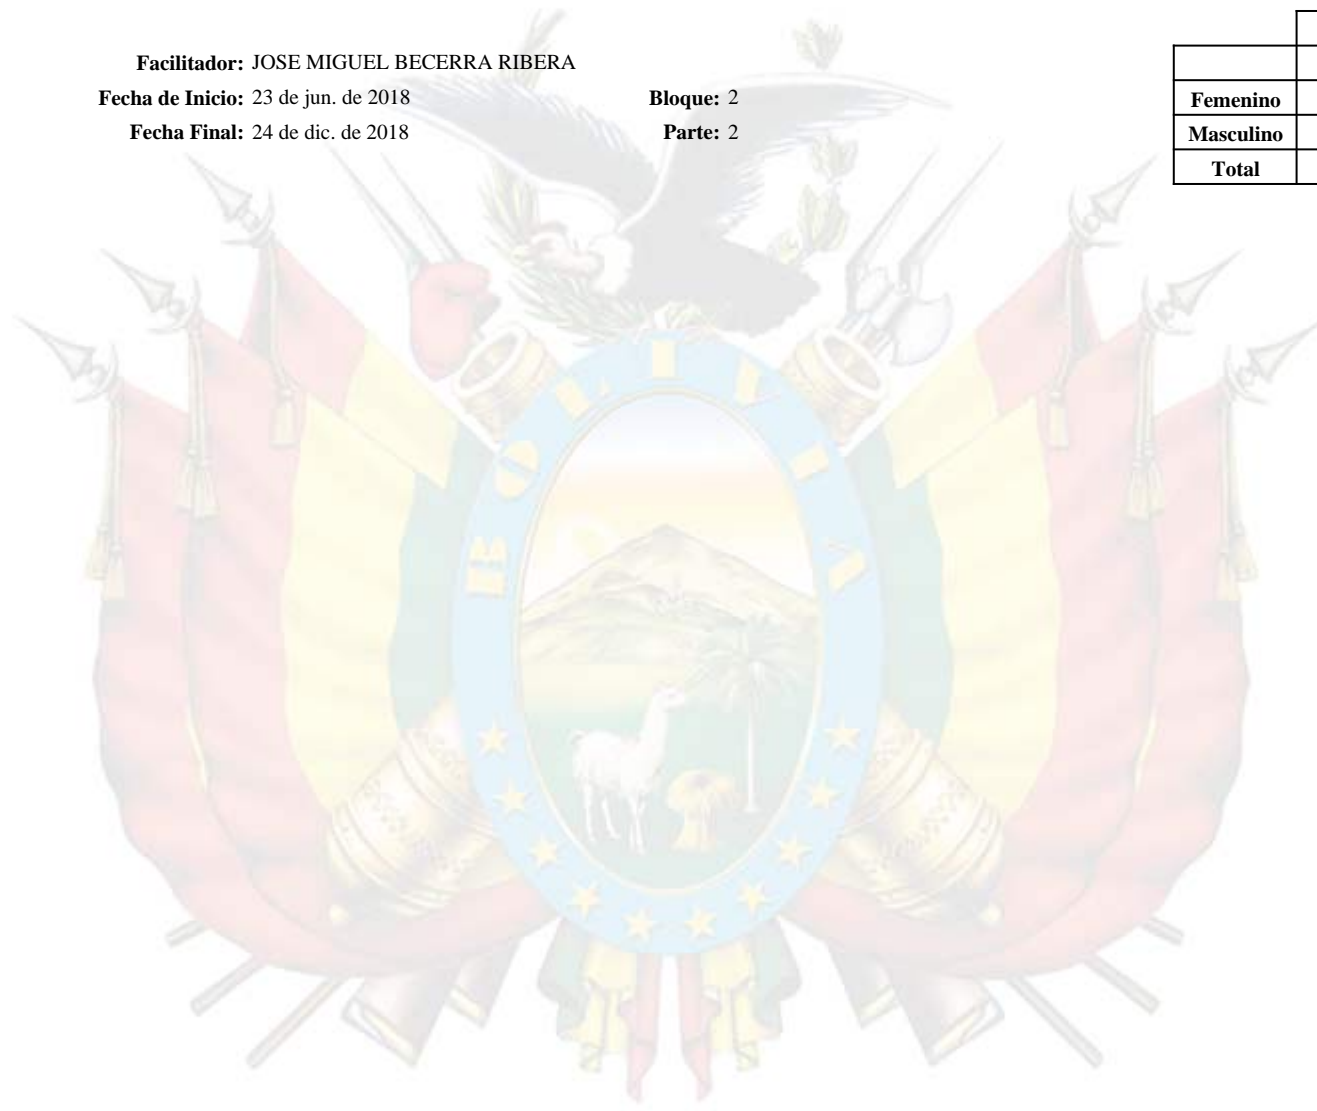 Facilitador: JOSE MIGUEL BECERRA RIBERA
Fecha de Inicio: 23 de jun. de 2018 Bloque: 2
Fecha Final: 24 de dic. de 2018 Parte: 2
Femenino
Masculino
Total
BOLIVIA